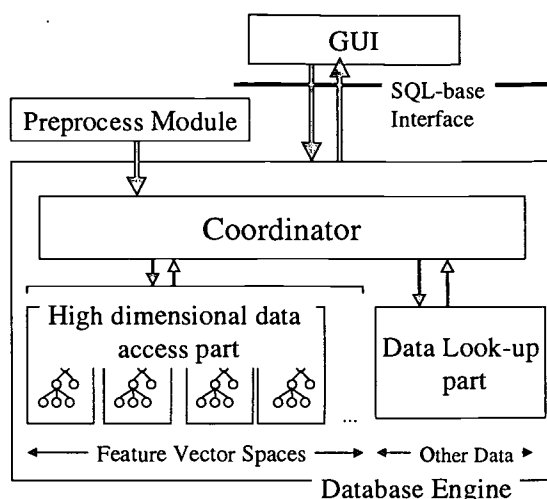 GUI
SQL-base
Interface
Preprocess Module
Coordinator
High dimensional data
access part
Data Look-up
part
...
Feature Vector Spaces
Other Data
Database Engine